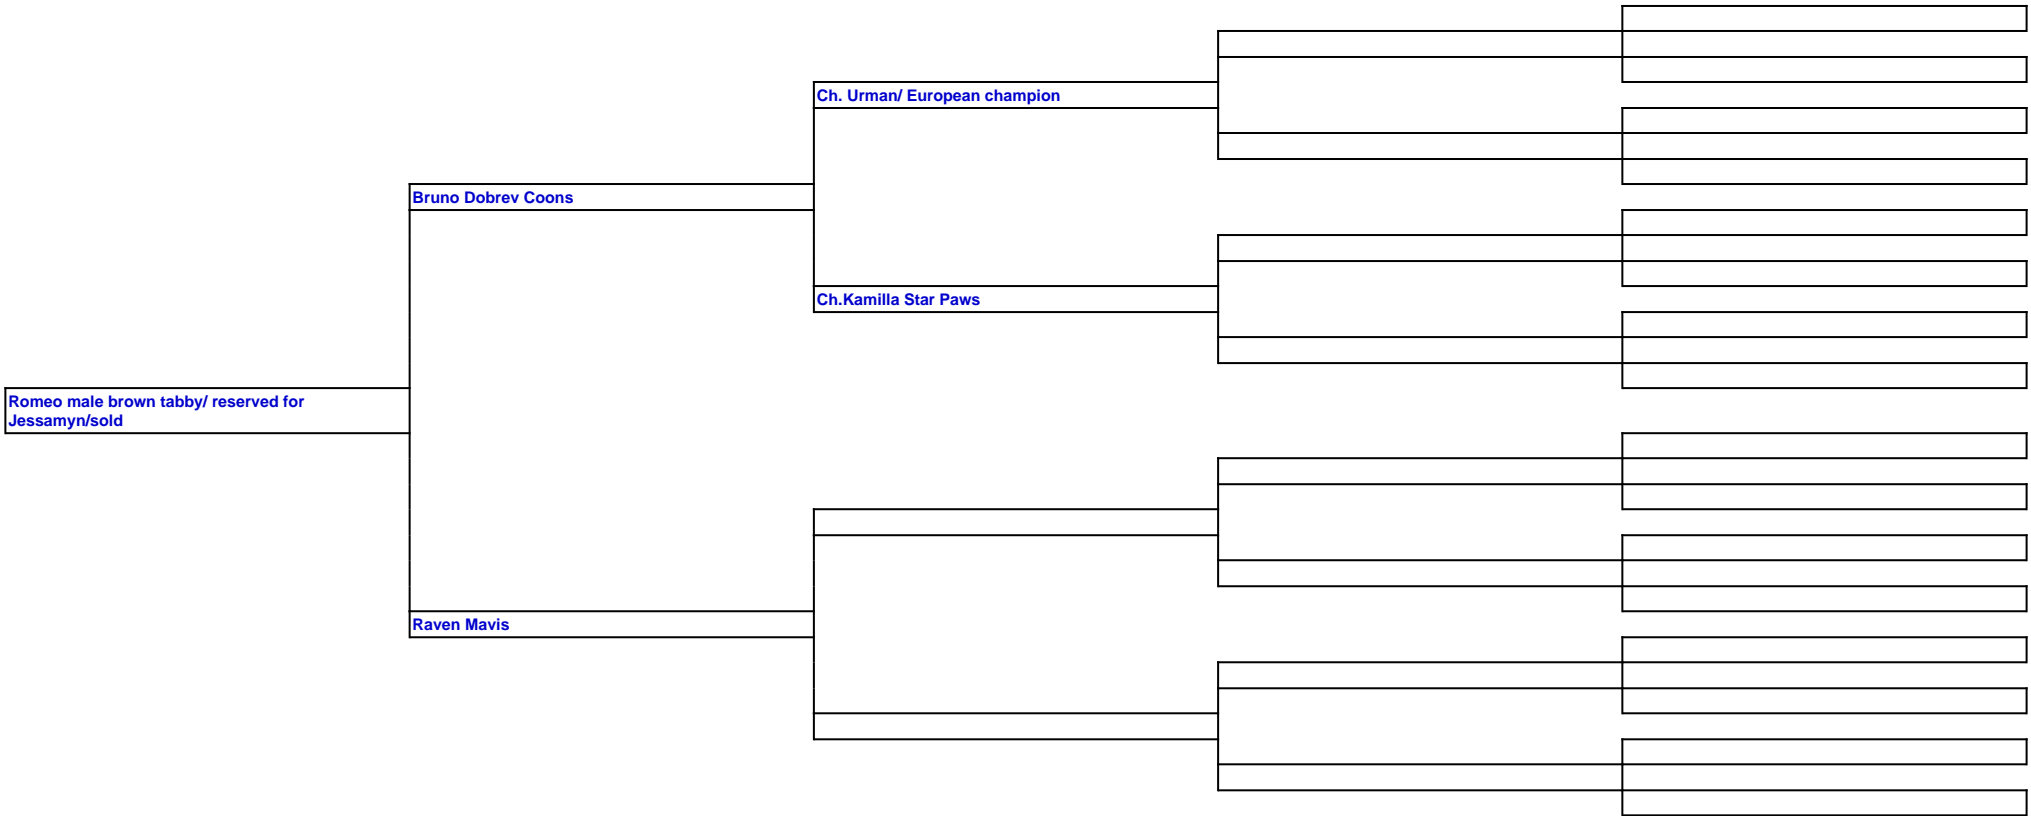 Ch. Urman/ European champion
Bruno Dobrev Coons
Ch.Kamilla Star Paws
Romeo male brown tabby/ reserved for
Jessamyn/sold
Raven Mavis